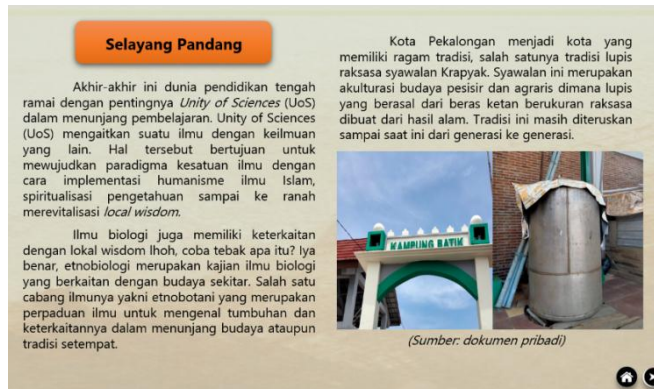 Selayang Pandang
Akhir-akhir ini dunia pendidikan tengah
ramai dengan pentingnya Unity of Sciences (UoS)
dalam menunjang pembelajaran. Unity of Sciences
(UoS) mengaitkan suatu ilmu dengan keilmuan
yang lain. Hal tersebut bertujuan untuk
mewujudkan paradigma kesatuan ilmu dengan
cara implementasi humanisme ilmu Islam,
spiritualisasi pengetahuan sampai ke ranah
merevitalisasi local wisdom.
Ilmu biologi juga memiliki keterkaitan
dengan lokal wisdom lhoh, coba tebak apa itu? Iya
benar, etnobiologi merupakan kajian ilmu biologi
yang berkaitan dengan budaya sekitar. Salah satu
cabang ilmunya yakni etnobotani yang merupakan
perpaduan ilmu untuk mengenal tumbuhan dan
keterkaitannya dalam menunjang budaya ataupun
tradisi setempat.
Kota Pekalongan menjadi kota yang
memiliki ragam tradisi, salah satunya tradisi lupis
raksasa syawalan Krapyak. Syawalan ini merupakan
akulturasi budaya pesisir dan agraris dimana lupis
yang berasal dari beras ketan berukuran raksasa
dibuat dari hasil alam. Tradisi ini masih diteruskan
sampai saat ini dari generasi ke generasi.
KAMPUNG BATIK
(Sumber: dokumen pribadi)